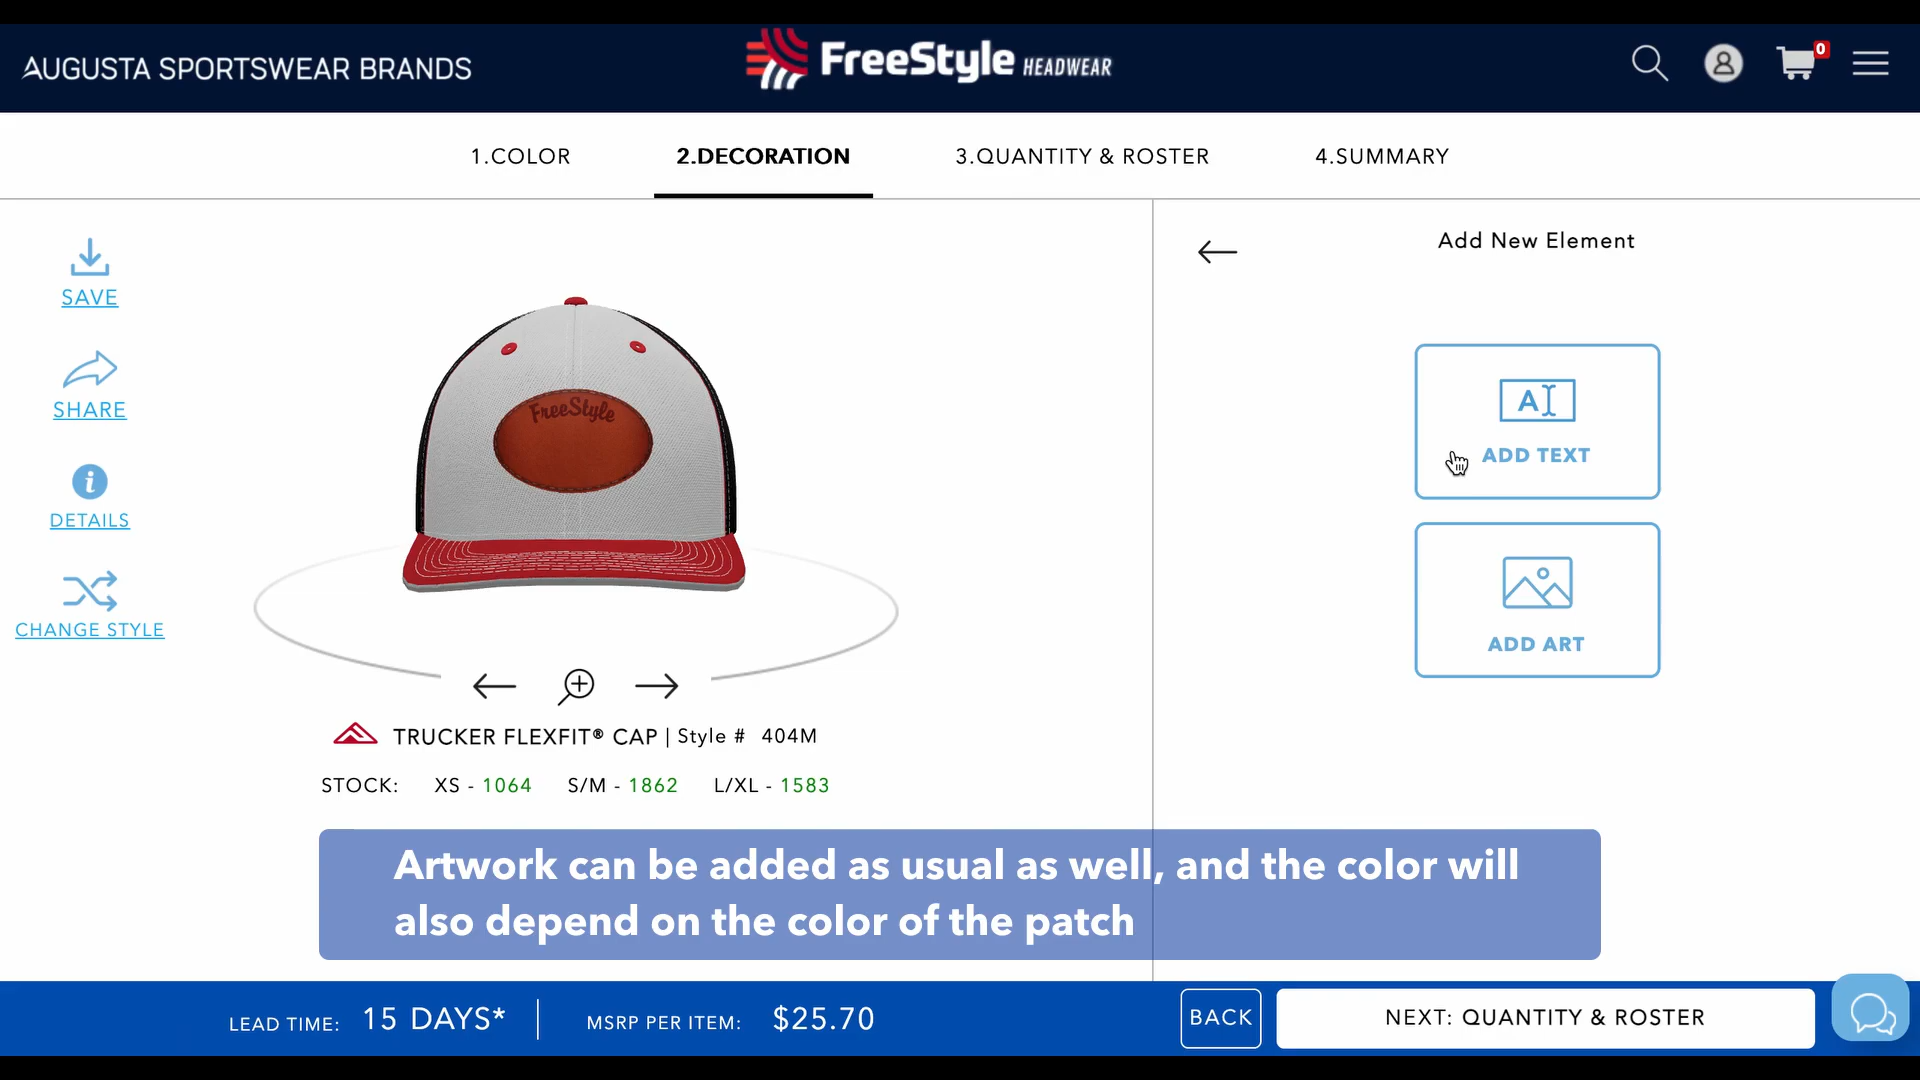 AUGUSTA SPORTSWEAR BRANDS
FreeStyle HEADWEAR
0
1.COLOR
2.DECORATION
3.QUANTITY & ROSTER
4.SUMMARY
SAVE
SHARE
DETAILS
CHANGE STYLE
FreeStyle
TRUCKER FLEXFIT® CAP | Style # 404M
STOCK: XS - 1064 S/M - 1862 L/XL - 1583
Add New Element
A
ADD TEXT
ADD ART
Artwork can be added as usual as well, and the color will
also depend on the color of the patch
LEAD TIME: 15 DAYS*
MSRP PER ITEM: $25.70
BACK
NEXT: QUANTITY & ROSTER